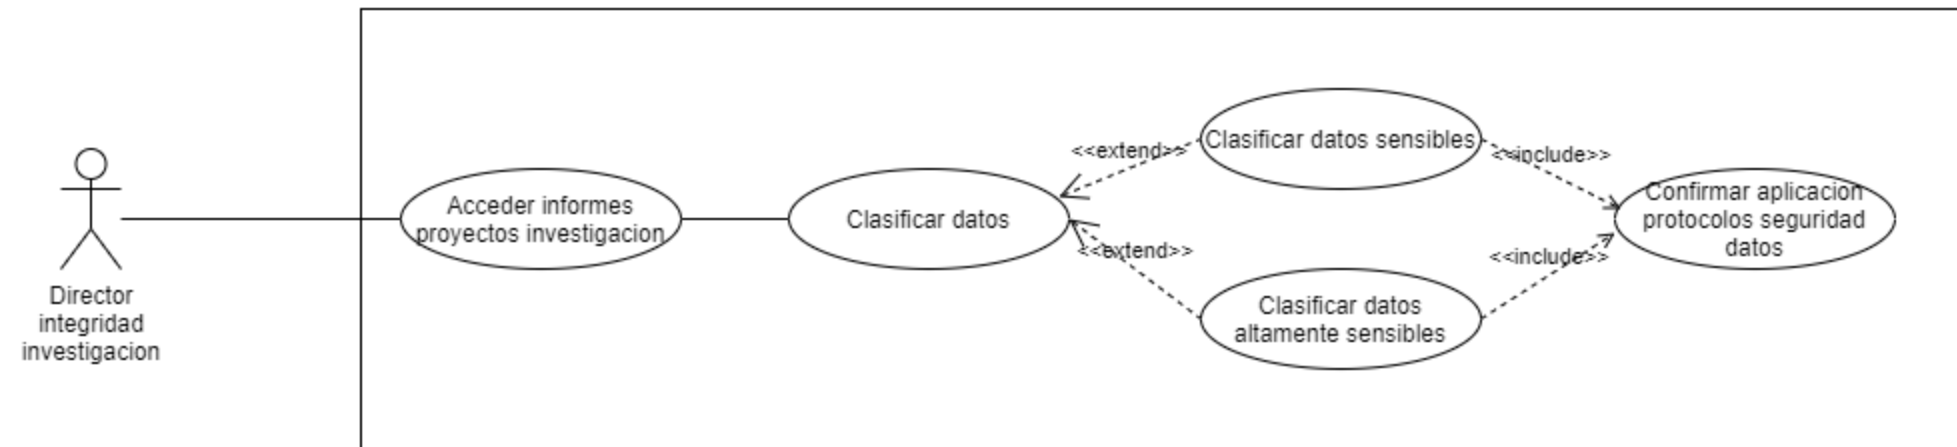 Director
integridad
investigacion
Acceder informes
proyectos investigacion
Clasificar datos
<<extend>>
<<extend>>
Clasificar datos sensibles
Clasificar datos
altamente sensibles
<<include>>
<<include>>
Confirmar aplicacion
protocolos seguridad
datos